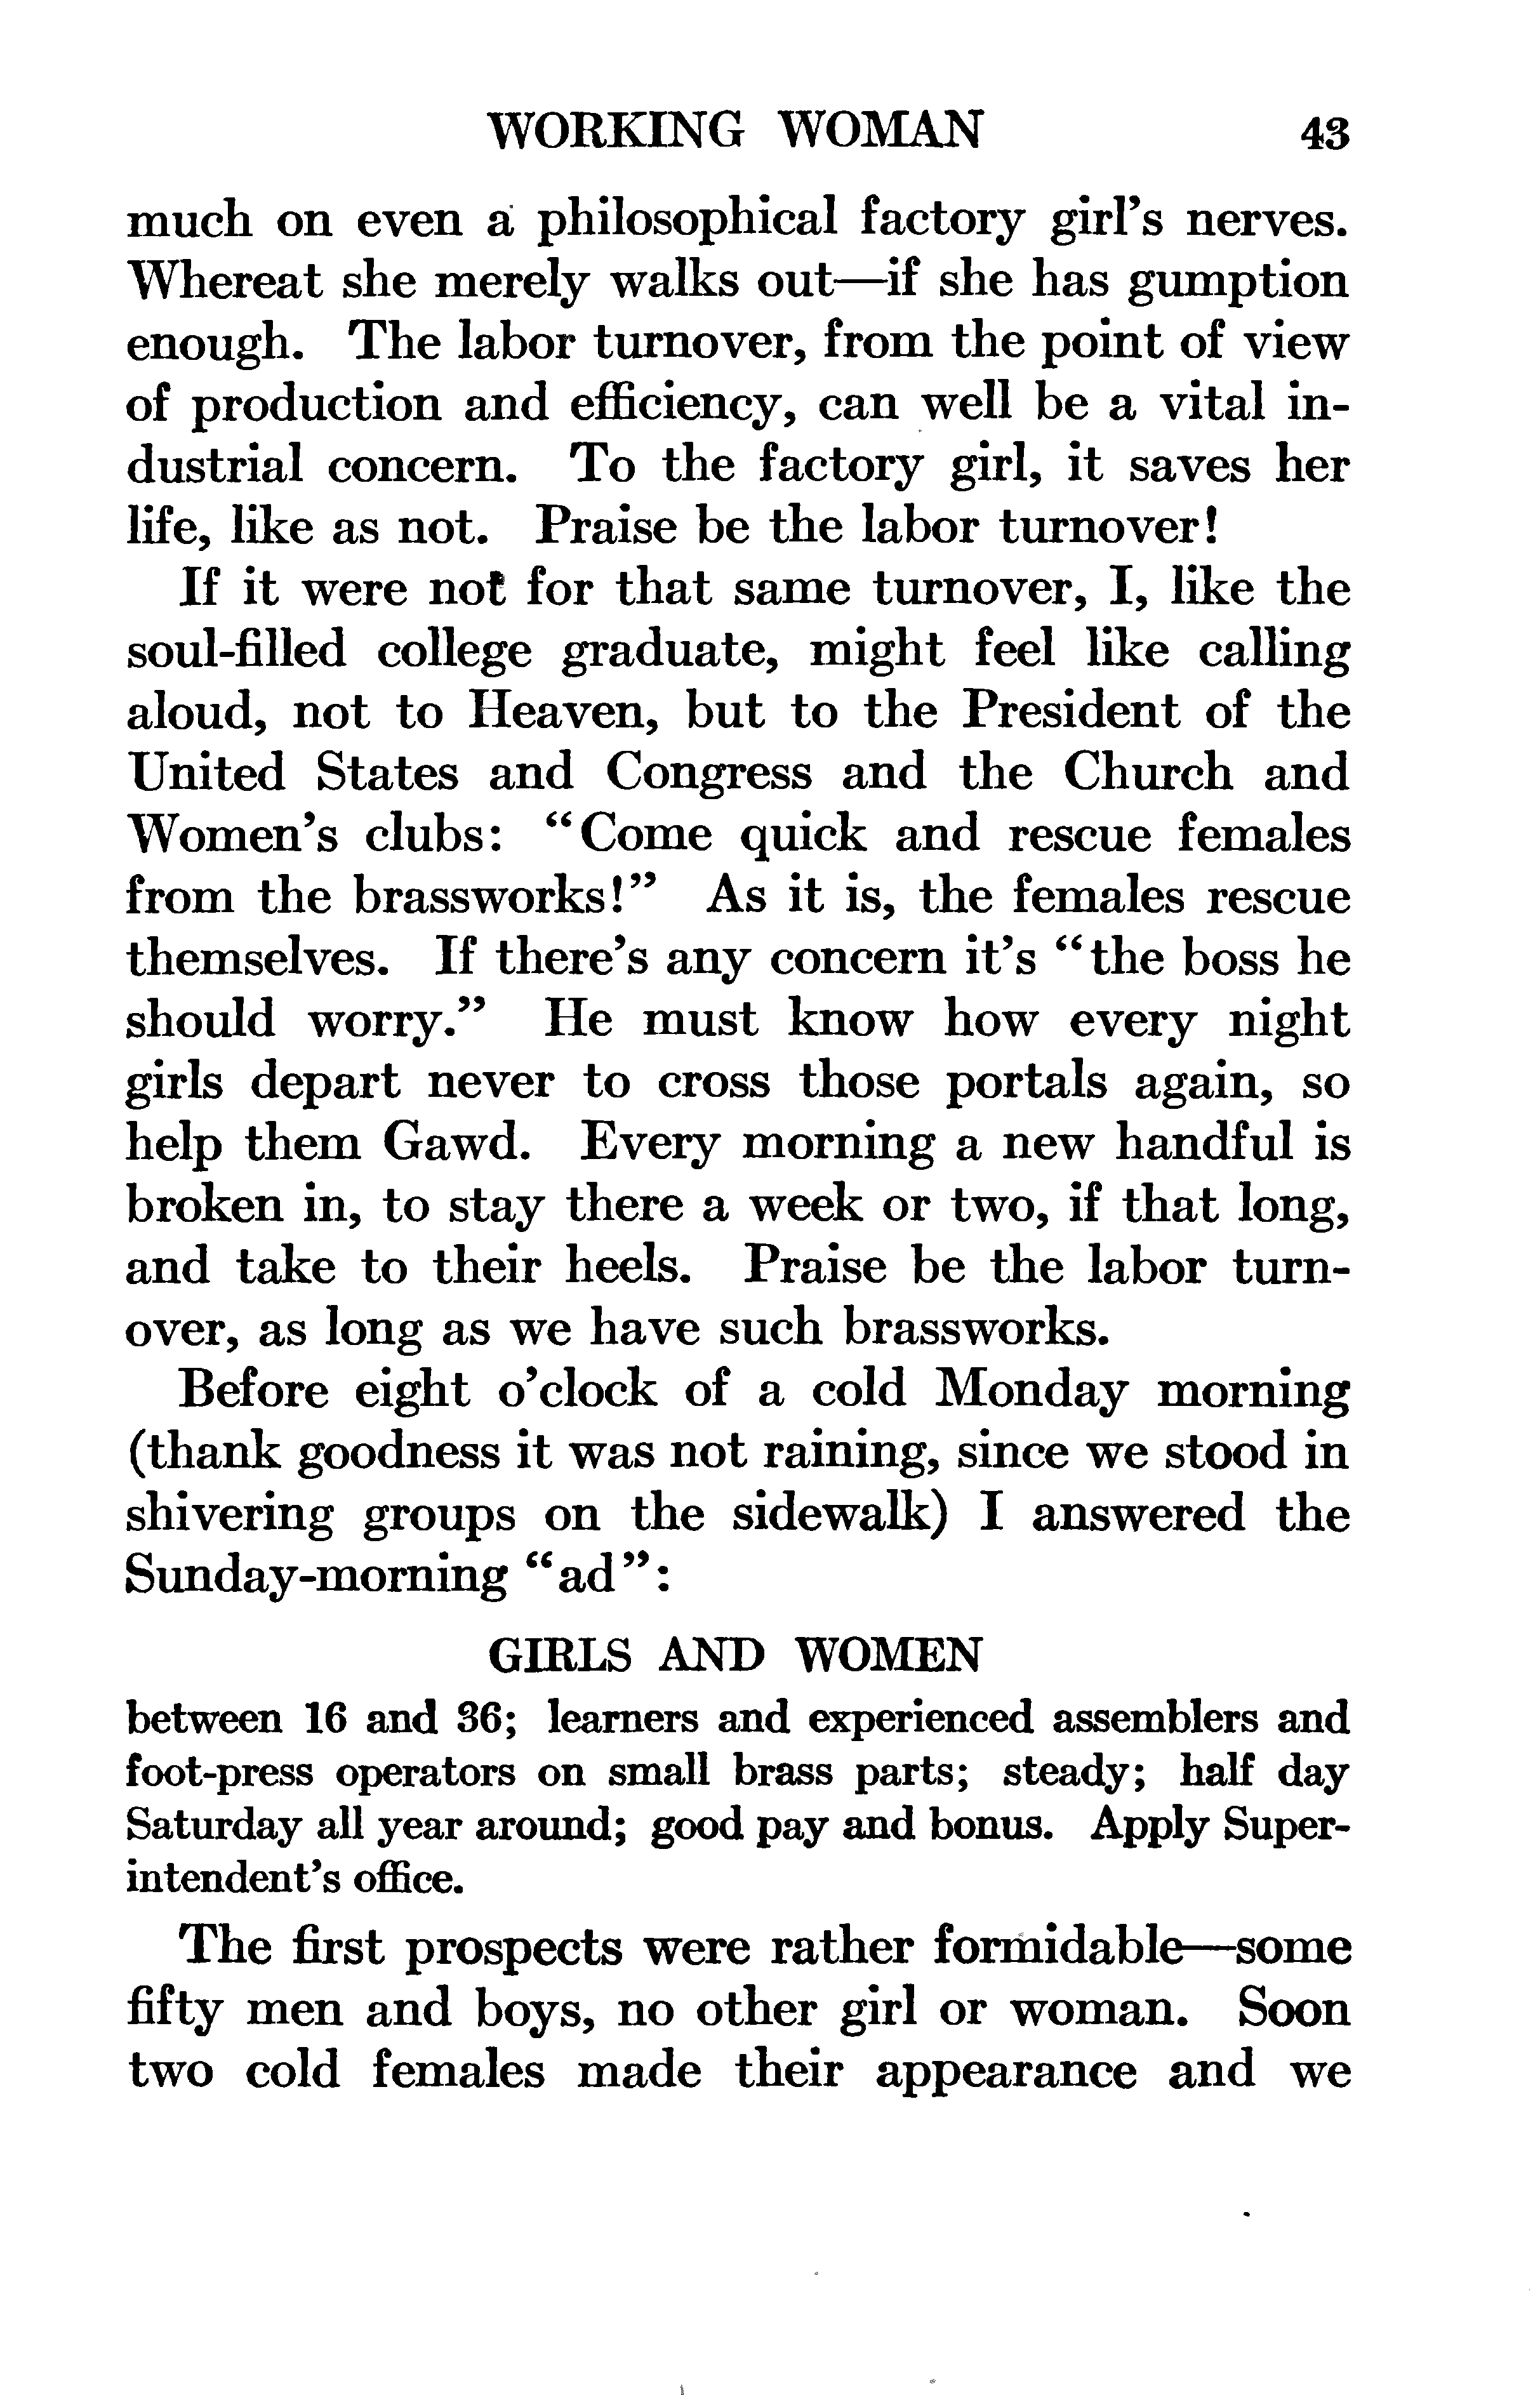 WORKING WOMAN 43
much on even a philosophical factory girl's nerves.
Whereat she merely walks out—if she has gumption
enough. The labor turnover, from the point of view
of production and efficiency, can well be a vital in-
dustrial concern. To the factory girl, it saves her
life, like as not. Praise be the labor turnover!
If it were not for that same turnover, I, like the
soul-filled college graduate, might feel like calling
aloud, not to Heaven, but to the President of the
United States and Congress and the Church and
Women's clubs: "Come quick and rescue females
from the brassworks!" As it is, the females rescue
themselves. If there's any concern it's "the boss he
should worry." He must know how every night
girls depart never to cross those portals again, so
help them Gawd. Every morning a new handful is
broken in, to stay there a week or two, if that long,
and take to their heels. Praise be the labor turn-
over, as long as we have such brassworks.
Before eight o'clock of a cold Monday morning
(thank goodness it was not raining, since we stood in
shivering groups on the sidewalk) I answered the
Sunday-morning "ad":
GIRLS AND WOMEN
between 16 and 36; learners and experienced assemblers and
foot-press operators on small brass parts; steady; half day
Saturday all year around; good pay and bonus. Apply Super-
intendent's office.
The first prospects were rather formidable—some
fifty men and boys, no other girl or woman. Soon
two cold females made their appearance and we